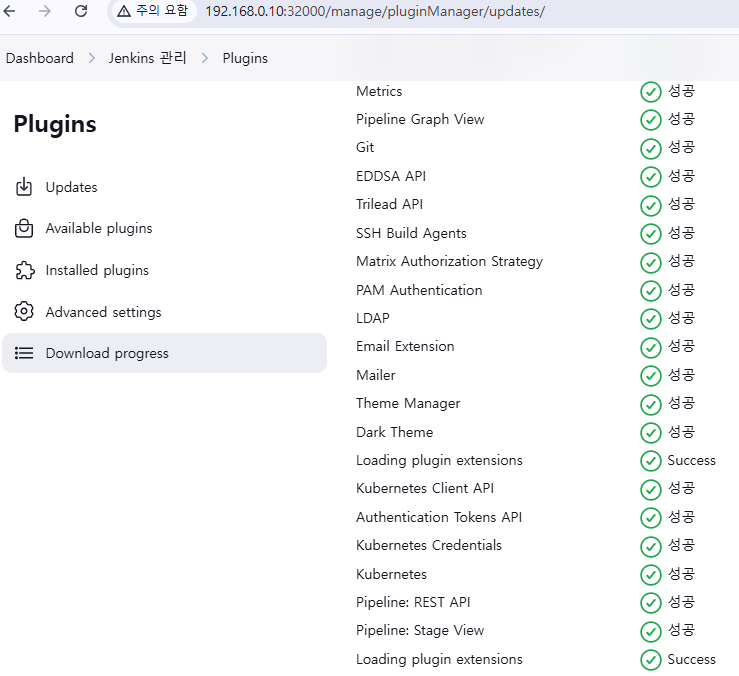 주의 요함
192.168.0.10:32000/manage/pluginManager/updates/
Dashboard
Jenkins 관리
Plugins
Plugins
Updates
Available plugins
Installed plugins
Advanced settings
Download progress
Metrics 성공
Pipeline Graph View 성공
Git 성공
EDDSA API 성공
Trilead API 성공
SSH Build Agents 성공
Matrix Authorization Strategy 성공
PAM Authentication 성공
LDAP 성공
Email Extension 성공
Mailer 성공
Theme Manager 성공
Dark Theme 성공
Loading plugin extensions Success
Kubernetes Client API 성공
Authentication Tokens API 성공
Kubernetes Credentials 성공
Kubernetes 성공
Pipeline: REST API 성공
Pipeline: Stage View 성공
Loading plugin extensions Success